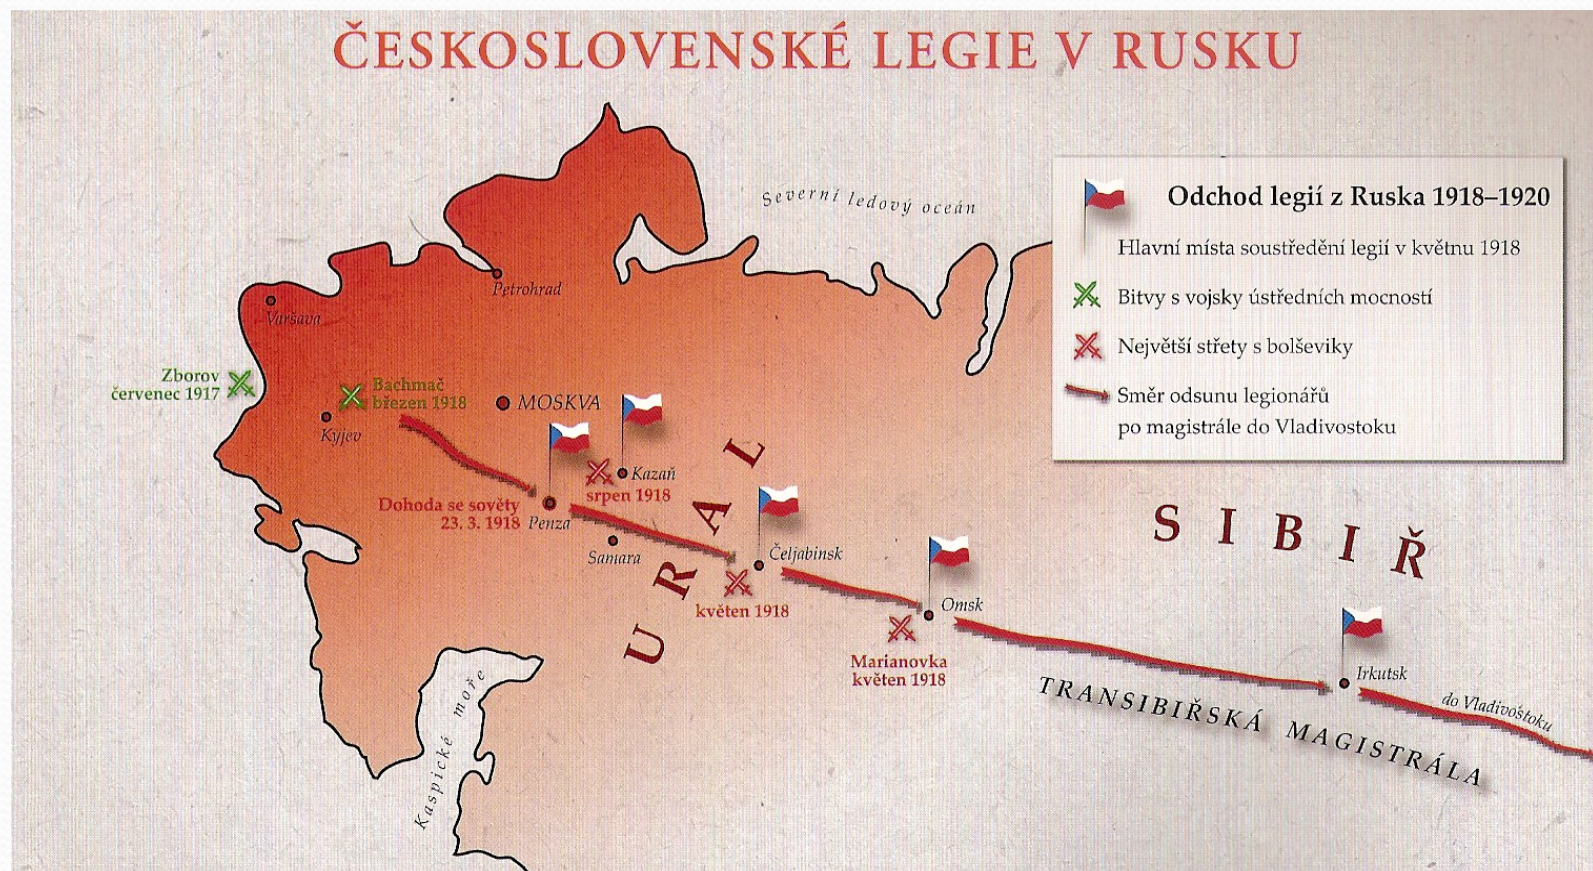 ČESKOSLOVENSKÉ LEGIE V RUSKU
Severní ledový oceán
Odchod legií z Ruska 1918–1920
Hlavní místa soustředění legií v květnu 1918
Bitvy s vojsky ústředních mocností
Největší střety s bolševiky
Směr odsunu legionářů
po magistrále do Vladivostoku
Petrohrad
Varšava
Zborov
červenec 1917
Bachmač
březen 1918
MOSKVA
Kyjev
Kazaň
srpen 1918
Dohoda se sověty
23. 3. 1918
Penza
Samara
URAL
Čeljabinsk
květen 1918
SIBIŘ
Omsk
Marianovka
květen 1918
Irkutsk
do Vladivostoku
TRANSIBIŘSKÁ MAGISTRÁLA
Kaspické moře